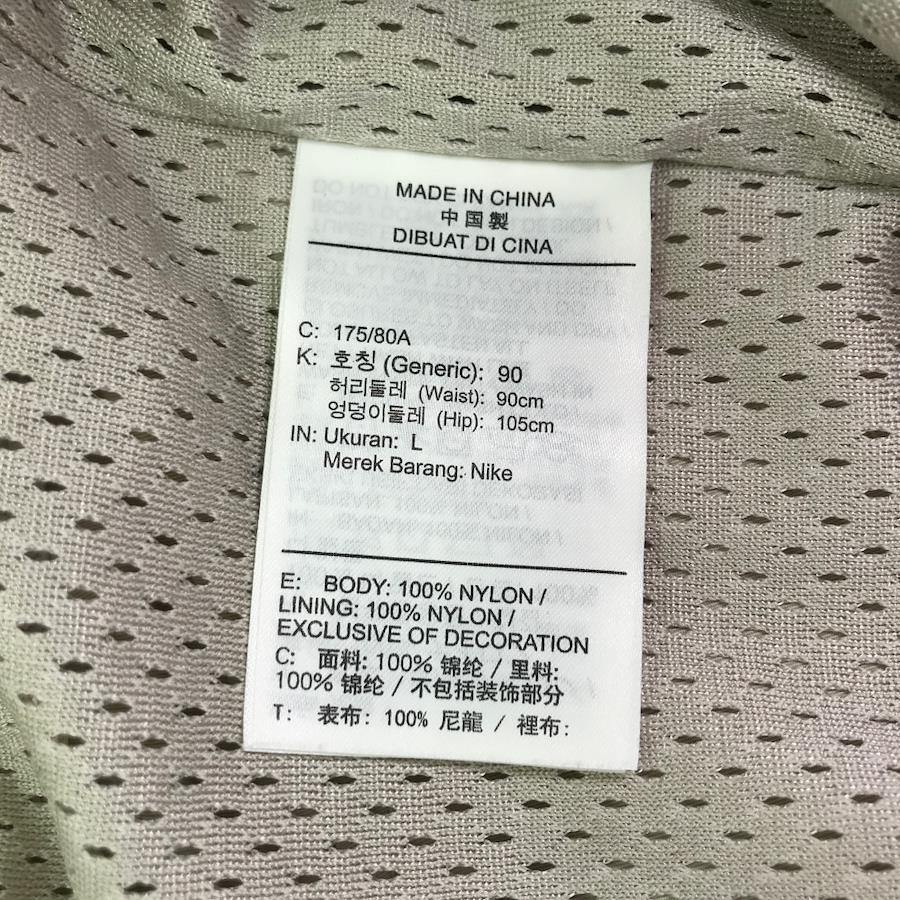 MADE IN CHINA
中国製
DIBUAT DI CINA
C: 175/80A
K: 호칭 (Generic): 90
허리둘레 (Waist): 90cm
엉덩이둘레 (Hip): 105cm
IN: Ukuran: L
Merek Barang: Nike
E: BODY: 100% NYLON /
LINING: 100% NYLON /
EXCLUSIVE OF DECORATION
C: 面料: 100% 锦纶 / 里料:
100% 锦纶 / 不包括装饰部分
T: 表布: 100% 尼龍 / 裡布: